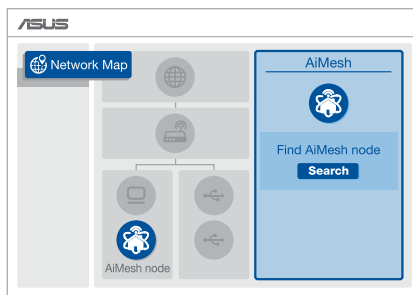 ASUS
Network Map
AiMesh
Find AiMesh node
Search
AiMesh node